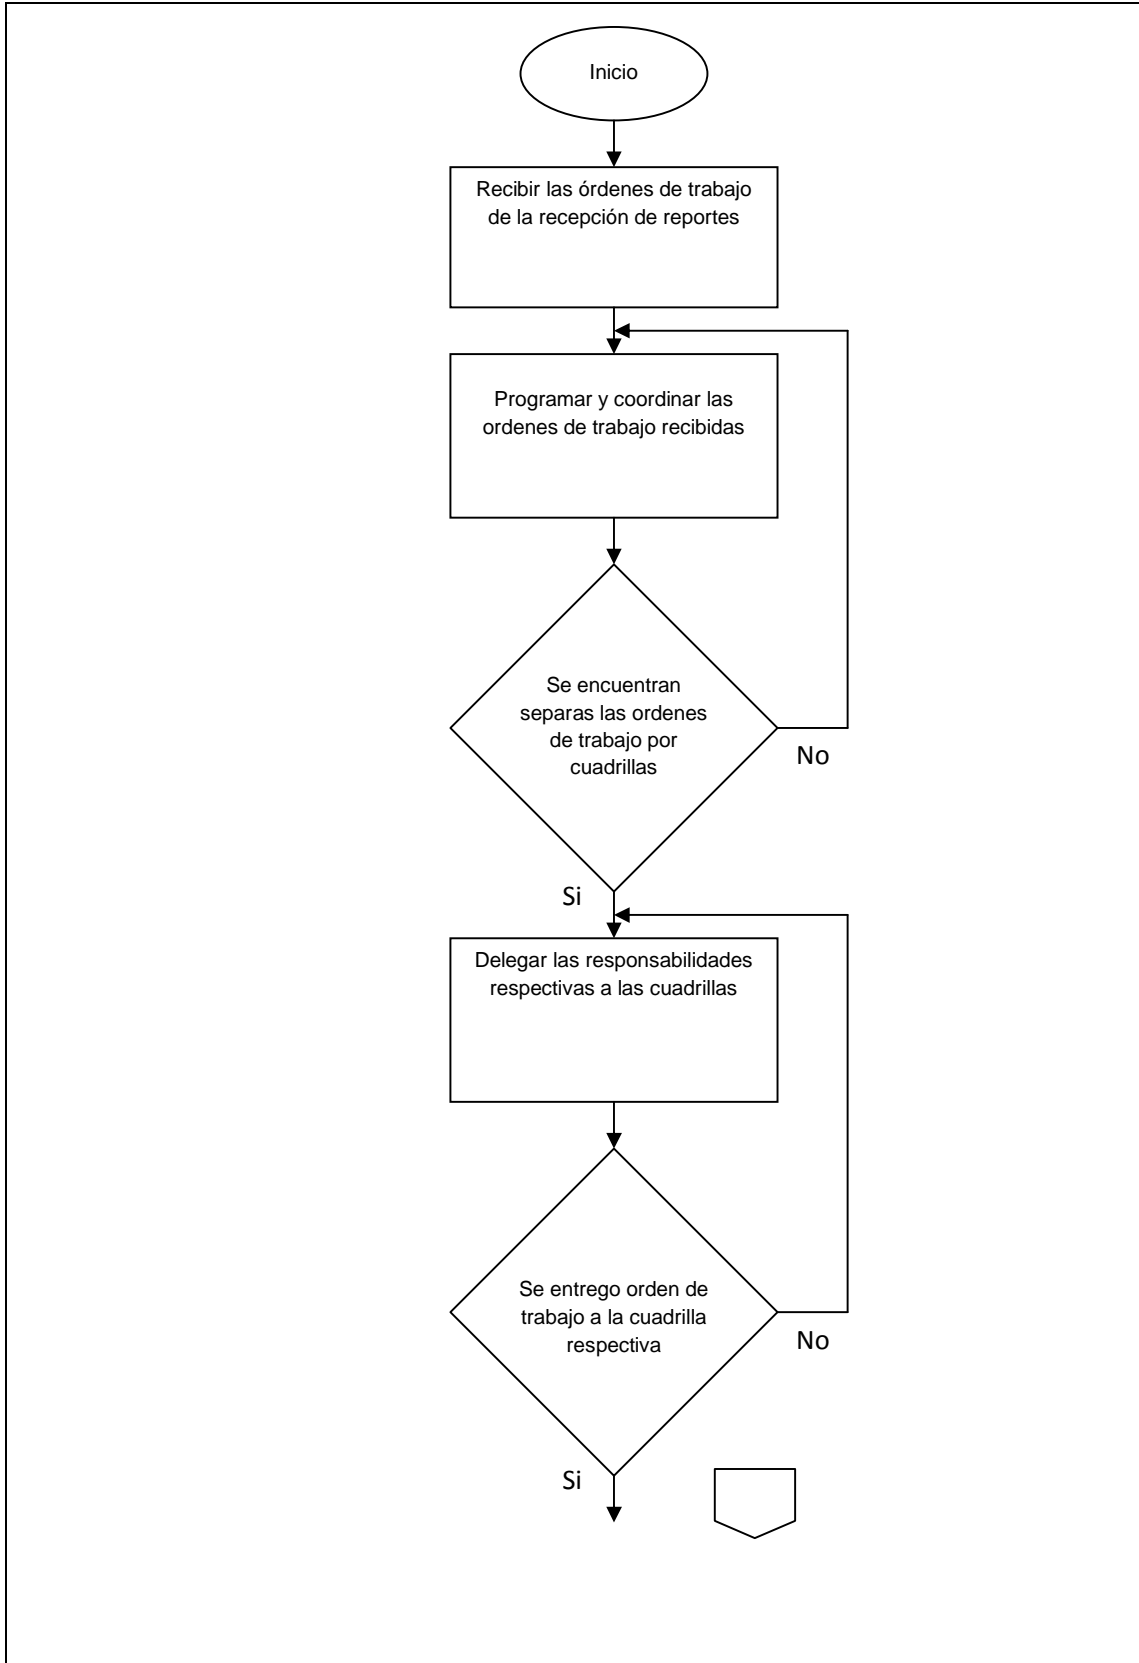 Inicio
Recibir las órdenes de trabajo
de la recepción de reportes
Programar y coordinar las
ordenes de trabajo recibidas
Se encuentran
separas las ordenes
de trabajo por
cuadrillas
No
Si
Delegar las responsabilidades
respectivas a las cuadrillas
Se entrego orden de
trabajo a la cuadrilla
respectiva
No
Si